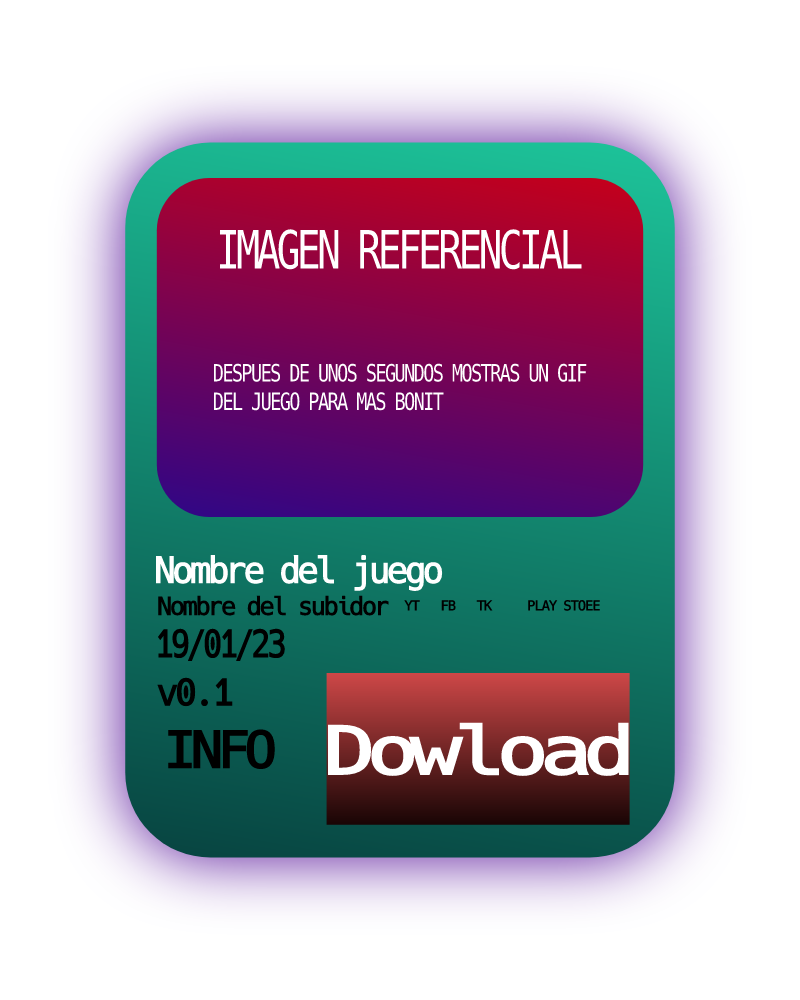 IMAGEN REFERENCIAL
DESPUES DE UNOS SEGUNDOS MOSTRAS UN GIF
DEL JUEGO PARA MAS BONIT
Nombre del juego
Nombre del subidor YT FB TK PLAY STOEE
19/01/23
v0.1
INFO
Dowload